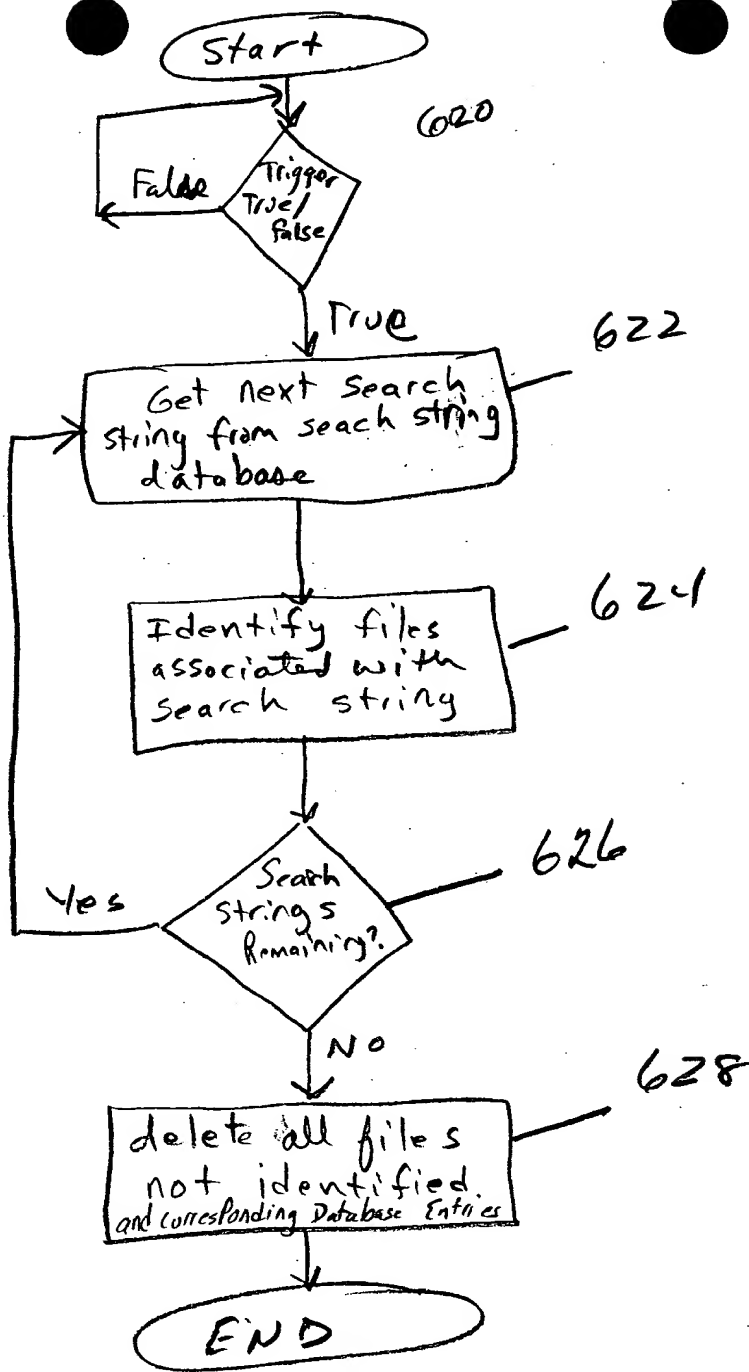 Start
620
Trigger
True/
false
False
True
622
Get next search
string from seach string
database
624
Identify files
associated with
search string
626
Search
strings
Remaining?
Yes
NO
628
delete all files
not identified.
and corresponding Database Entries
END